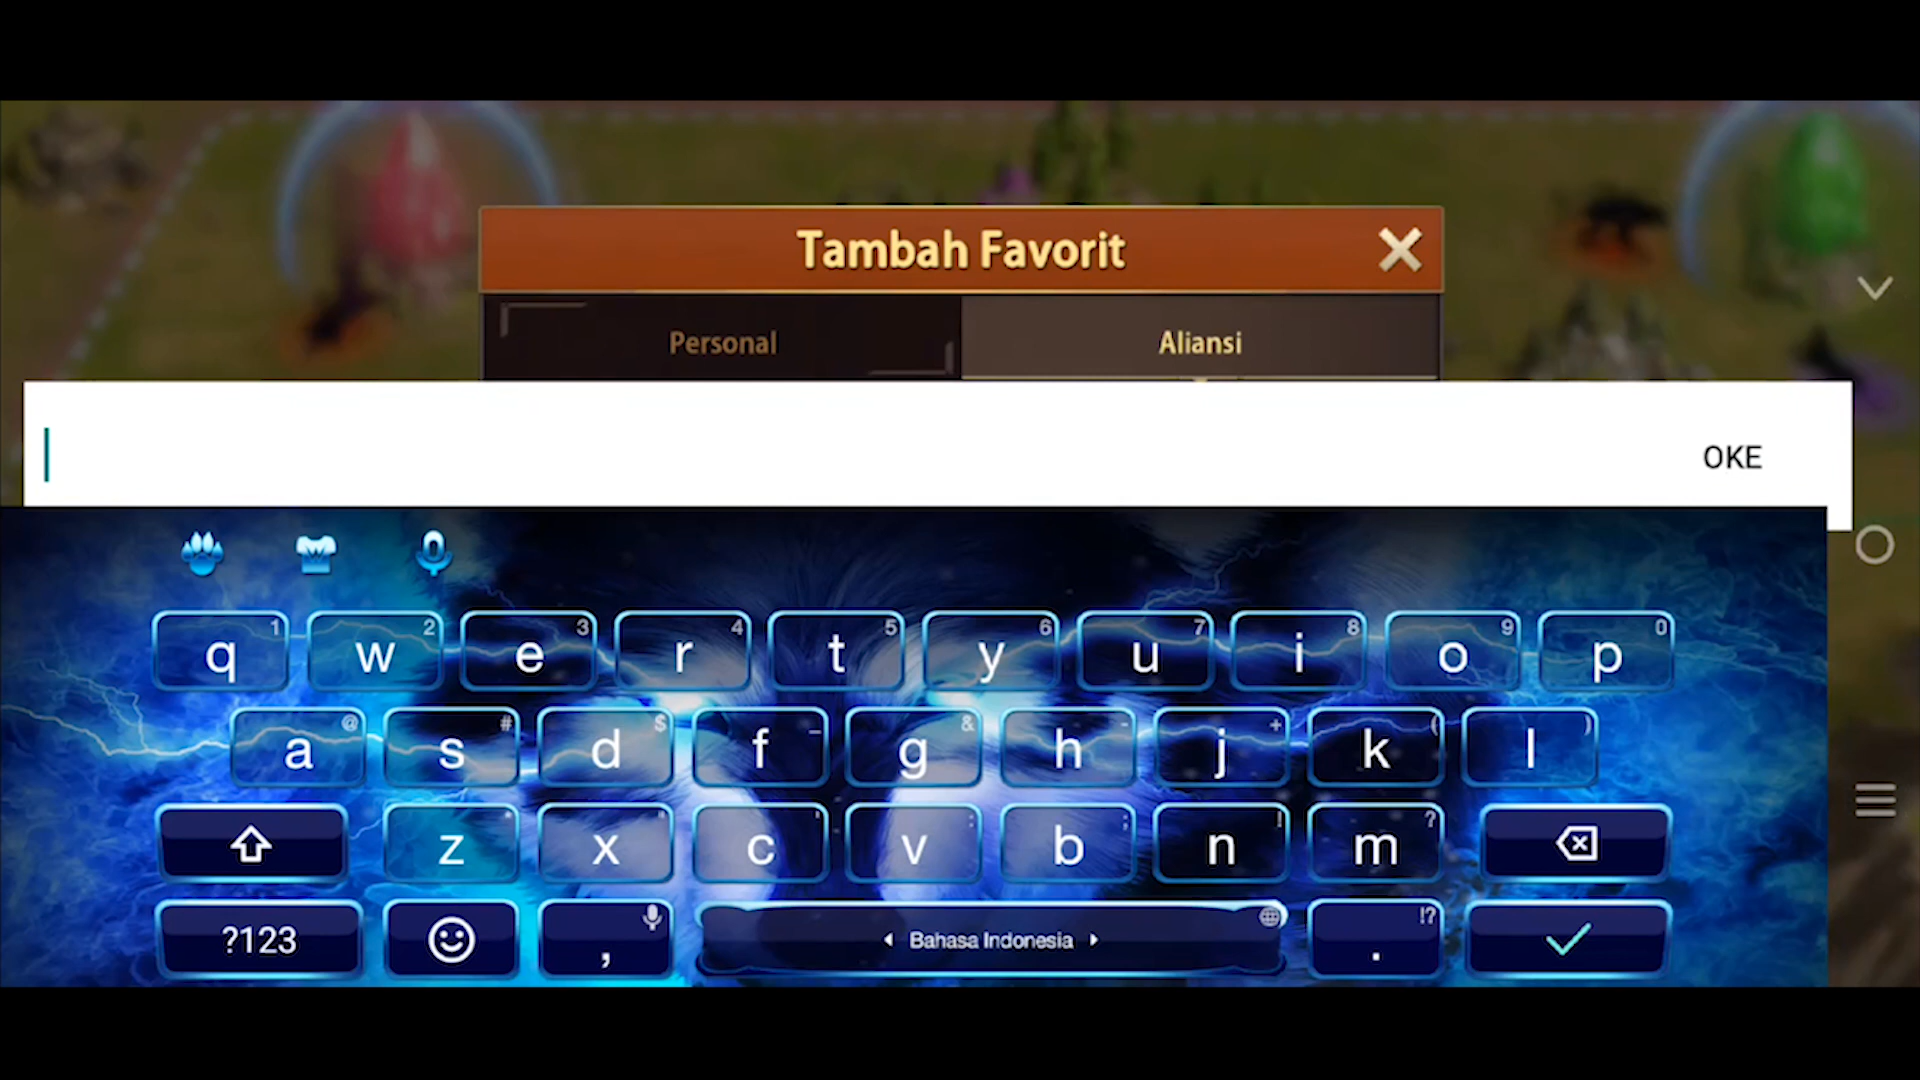 Tambah Favorit
Personal Aliansi
OKE
q 1 w 2 e 3 r 4 t 5 y 6 u 7 i 8 o 9 p 0
a @ s # d $ f _ g & h - j + k ( l )
z * x " c ' v : b ; n ! m ?
?123 , Bahasa Indonesia . !?